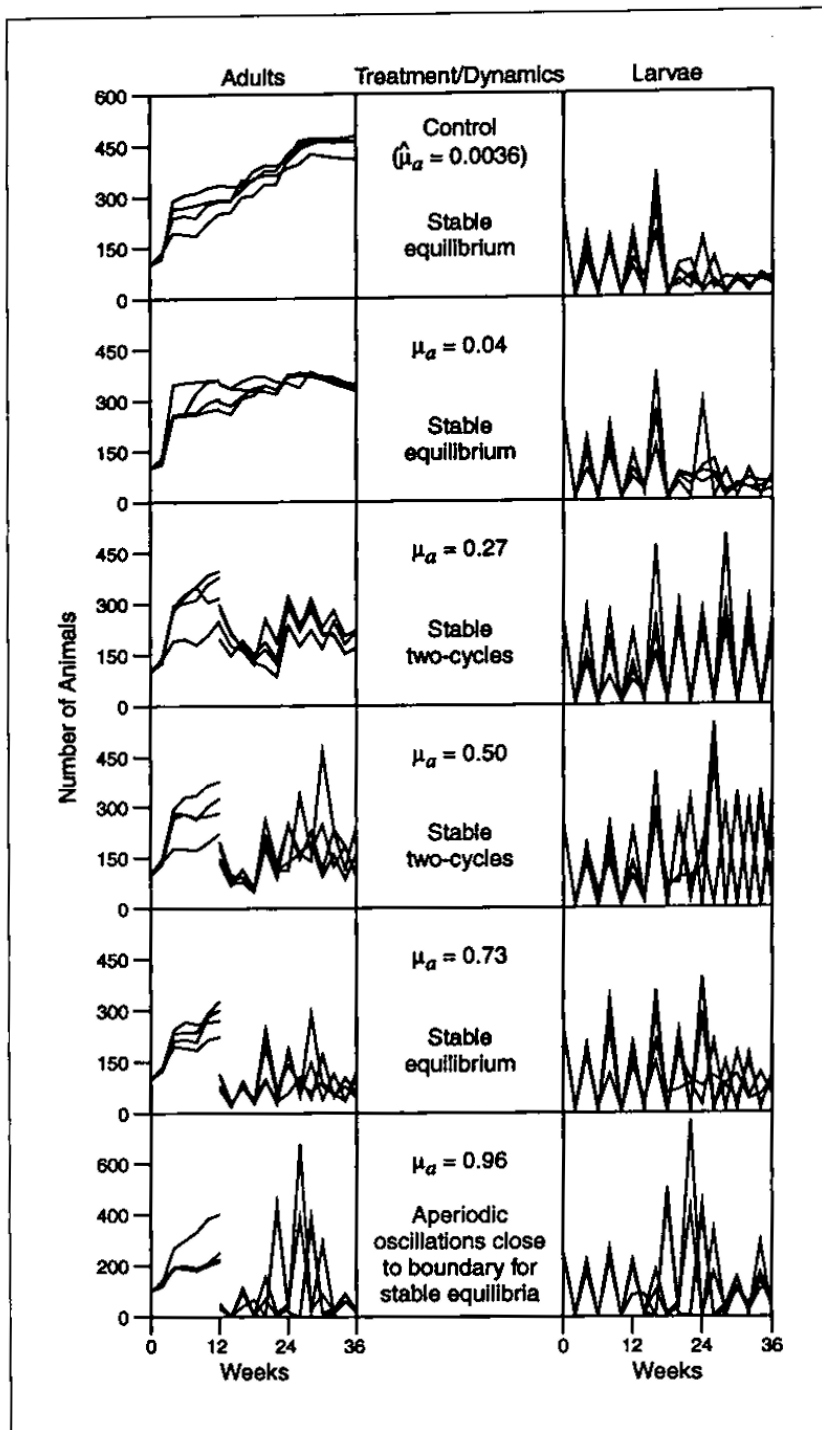 Adults Treatment/Dynamics Larvae
600
450
300
150
0
Control
(μ̂a = 0.0036)
Stable
equilibrium
450
300
150
0
μa = 0.04
Stable
equilibrium
450
300
150
0
μa = 0.27
Stable
two-cycles
Number of Animals
450
300
150
0
μa = 0.50
Stable
two-cycles
450
300
150
0
μa = 0.73
Stable
equilibrium
600
400
200
0
μa = 0.96
Aperiodic
oscillations close
to boundary for
stable equilibria
0 12 24 36 0 12 24 36
Weeks Weeks